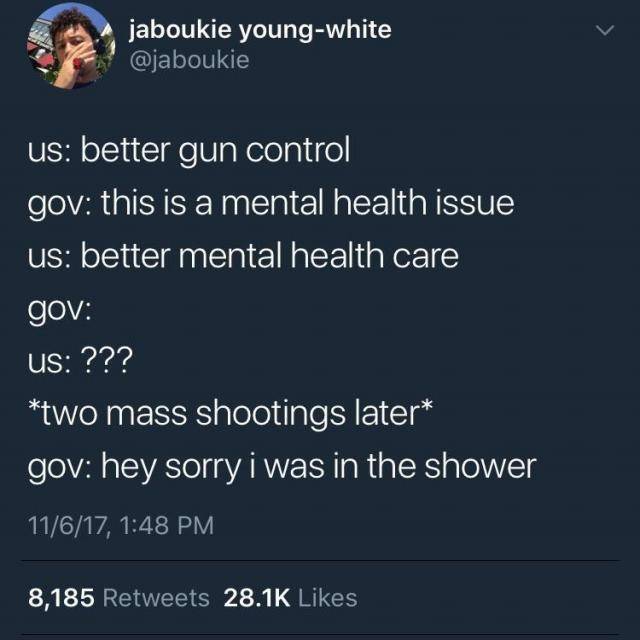 jaboukie young-white
@jaboukie
us: better gun control
gov: this is a mental health issue
us: better mental health care
gov:
us: ???
*two mass shootings later*
gov: hey sorry i was in the shower
11/6/17, 1:48 PM
8,185 Retweets 28.1K Likes